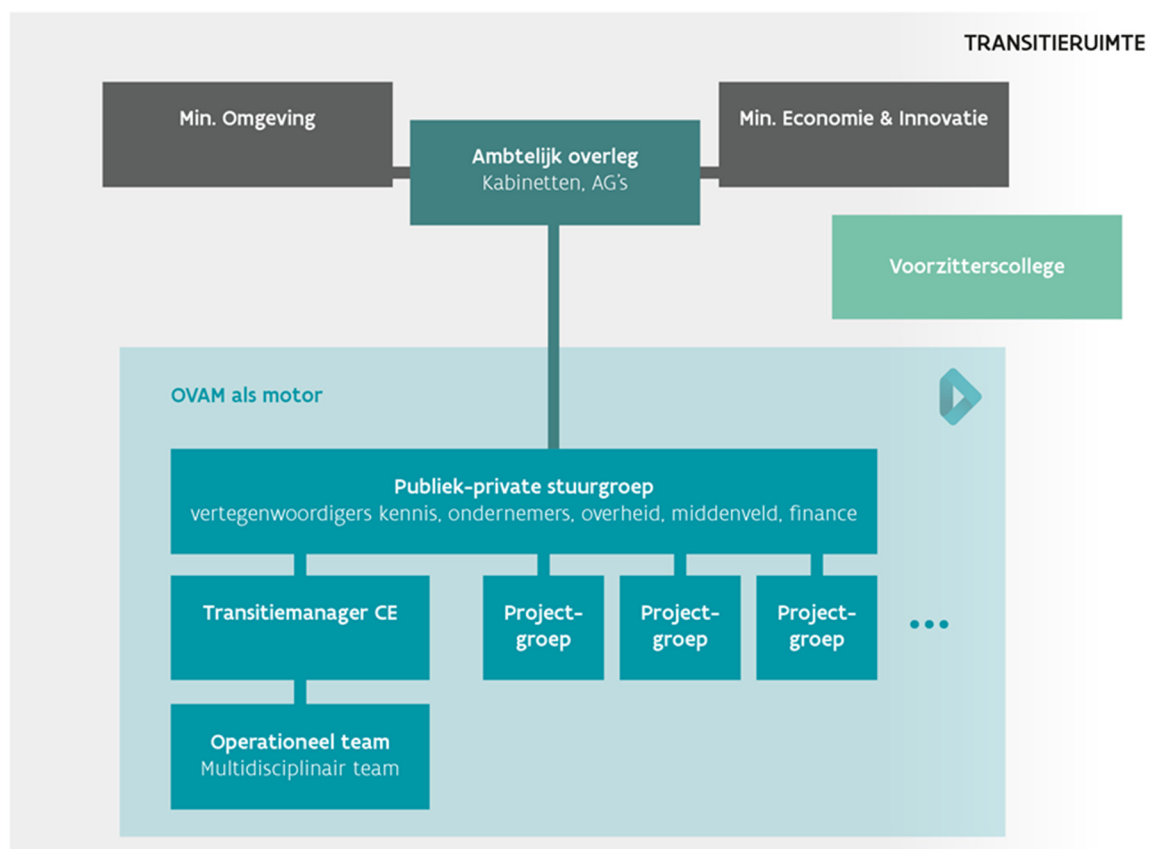 TRANSITIERUIMTE
Min. Omgeving
Min. Economie & Innovatie
Ambtelijk overleg
Kabinetten, AG's
Voorzitterscollege
OVAM als motor
Publiek-private stuurgroep
vertegenwoordigers kennis, ondernemers, overheid, middenveld, finance
Transitiemanager CE
Project-
groep
Project-
groep
Project-
groep
...
Operationeel team
Multidisciplinair team